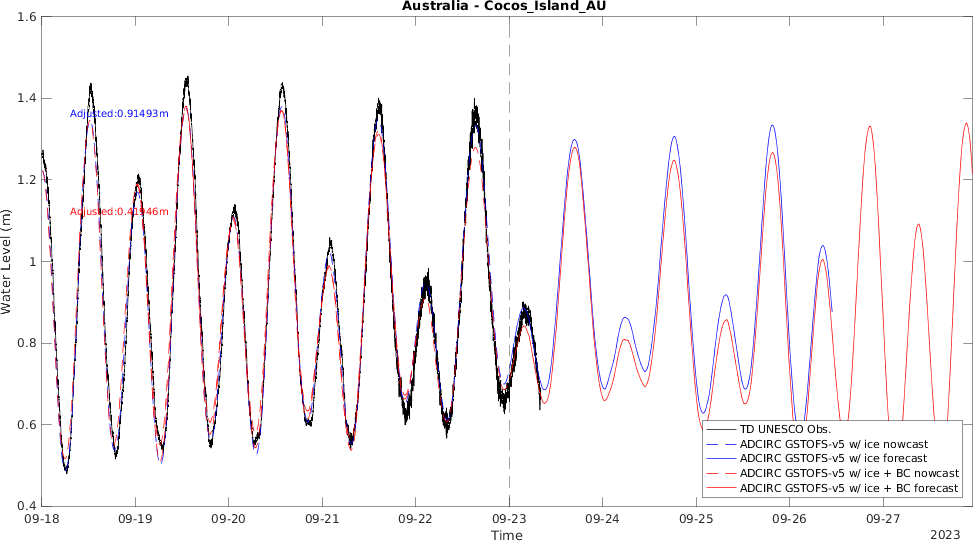 Australia - Cocos_Island_AU
1.6
1.4
1.2
1
0.8
0.6
0.4
Water Level (m)
Adjusted:0.91493m
Adjusted:0.41946m
TD UNESCO Obs.
ADCIRC GSTOFS-v5 w/ ice nowcast
ADCIRC GSTOFS-v5 w/ ice forecast
ADCIRC GSTOFS-v5 w/ ice + BC nowcast
ADCIRC GSTOFS-v5 w/ ice + BC forecast
09-18 09-19 09-20 09-21 09-22 09-23 09-24 09-25 09-26 09-27
Time
2023